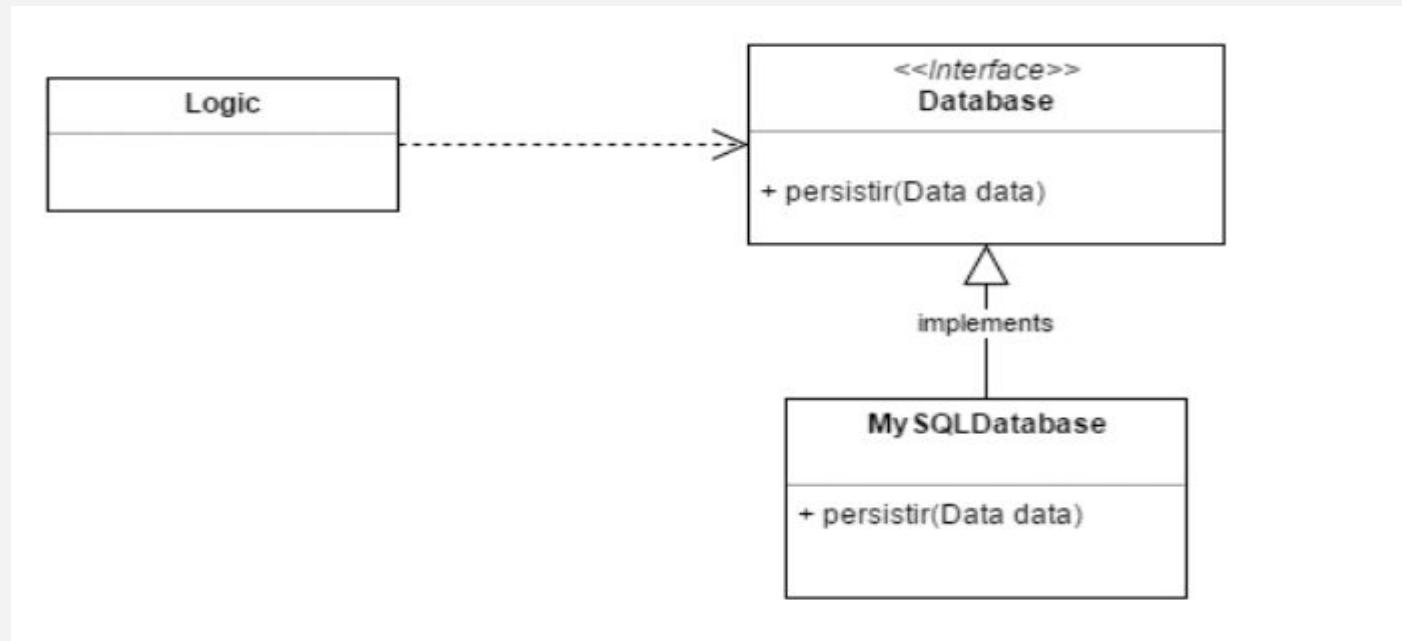 Logic
<<Interface>>
Database
+ persistir(Data data)
implements
MySQLDatabase
+ persistir(Data data)